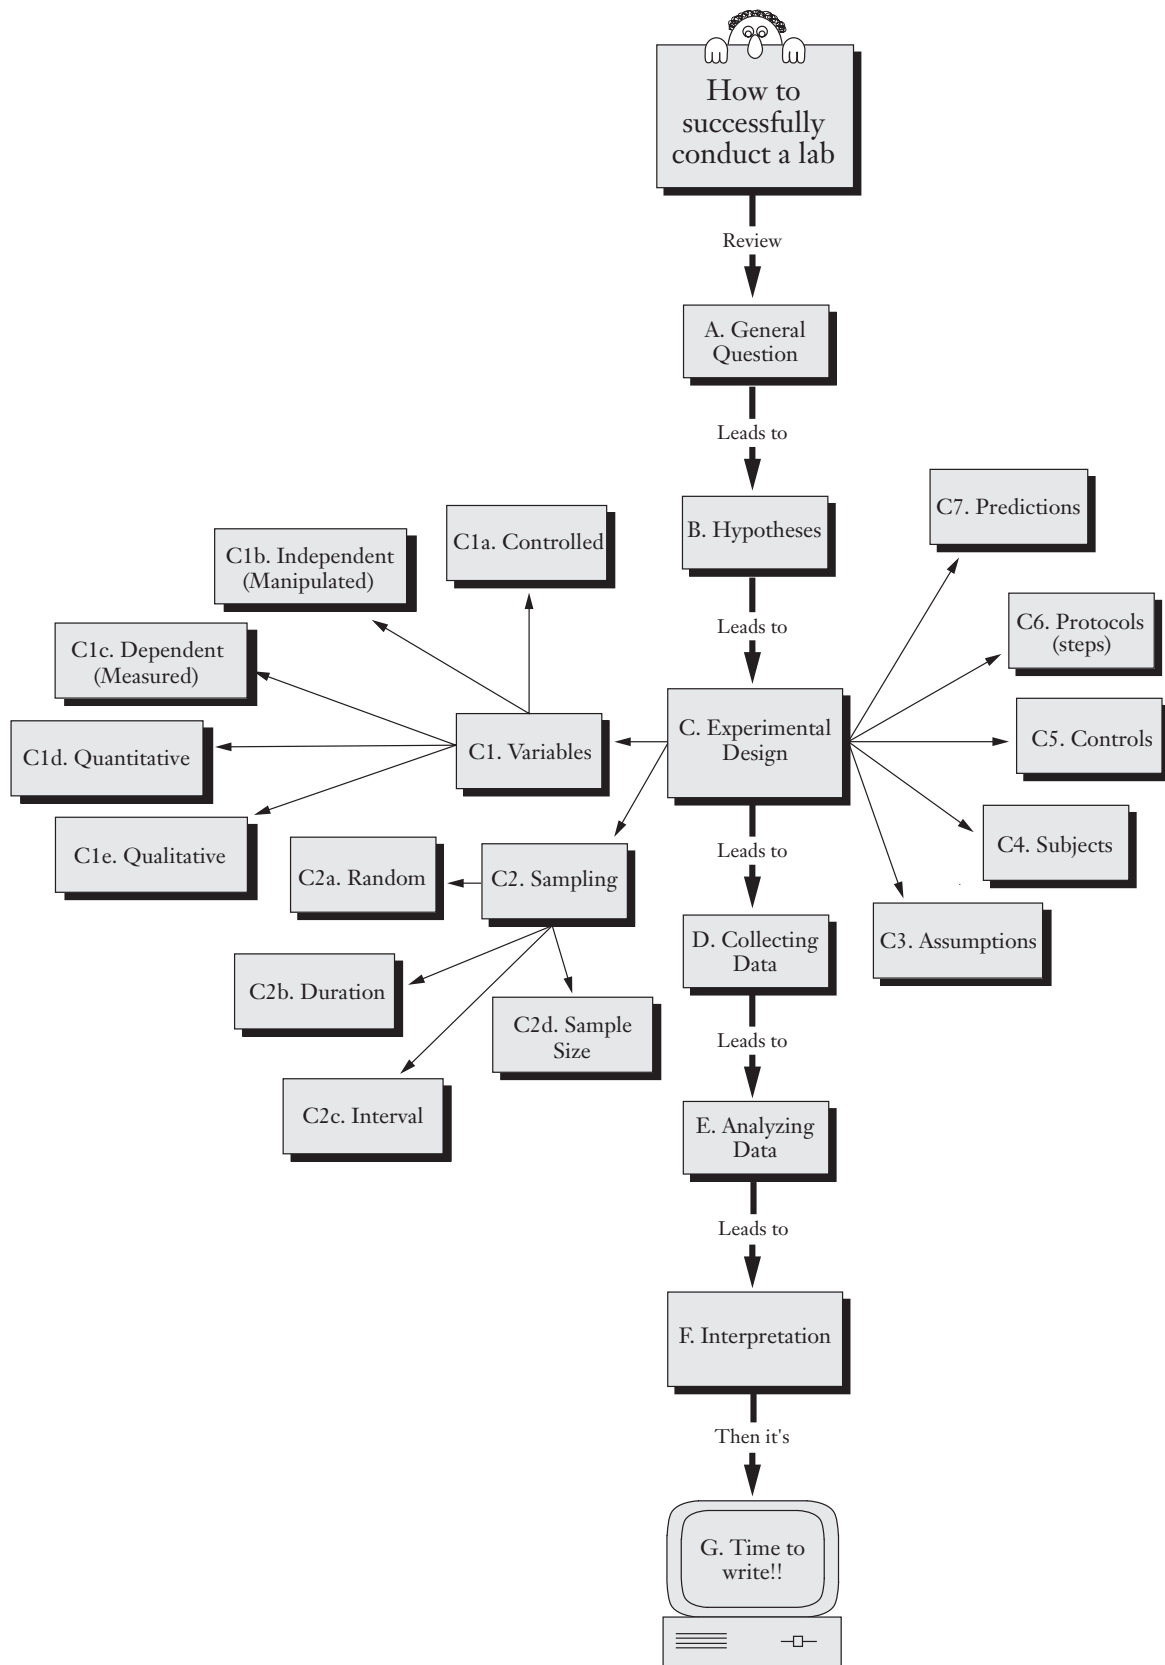 How to
successfully
conduct a lab
Review
A. General
Question
Leads to
B. Hypotheses
Leads to
C7. Predictions
C1a. Controlled
C1b. Independent
(Manipulated)
C6. Protocols
(steps)
C1c. Dependent
(Measured)
C. Experimental
Design
C5. Controls
C1. Variables
C1d. Quantitative
C1e. Qualitative
C4. Subjects
Leads to
C2a. Random
C2. Sampling
D. Collecting
Data
C3. Assumptions
C2b. Duration
C2d. Sample
Size
Leads to
C2c. Interval
E. Analyzing
Data
Leads to
F. Interpretation
Then it's
G. Time to
write!!